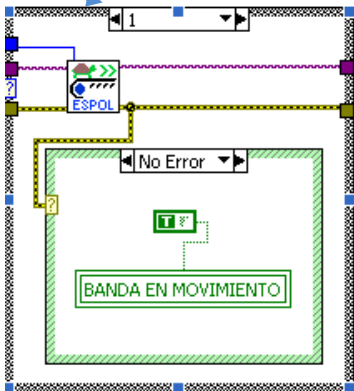 1
?
ESPOL
No Error
?
T
BANDA EN MOVIMIENTO